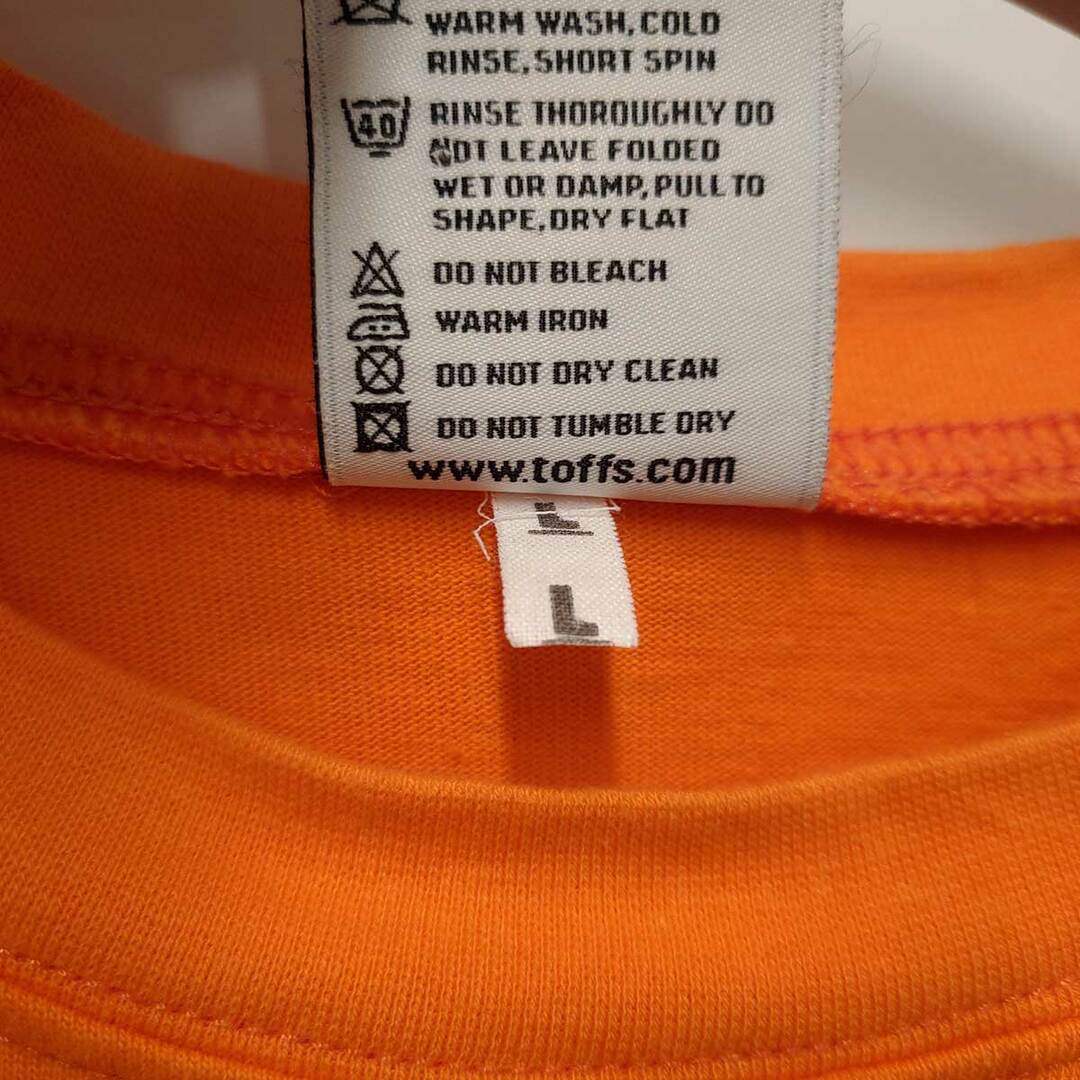 WARM WASH, COLD
RINSE, SHORT SPIN
40
RINSE THOROUGHLY DO
NOT LEAVE FOLDED
WET OR DAMP, PULL TO
SHAPE, DRY FLAT
DO NOT BLEACH
WARM IRON
DO NOT DRY CLEAN
DO NOT TUMBLE DRY
www.toffs.com
L
L